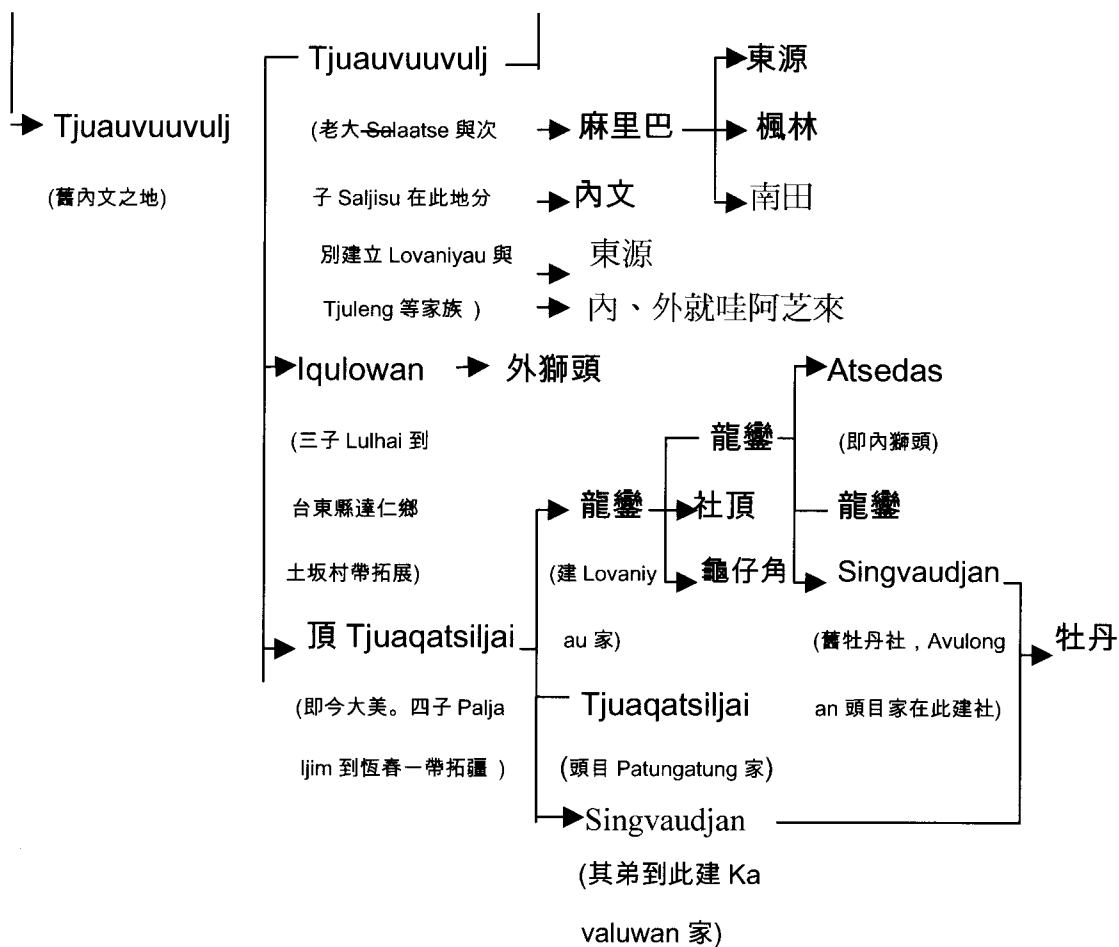 Tjuauvuuvulj
(舊內文之地)
Tjuauvuuvulj
(老大 Salaatse 與次
子 Saljisu 在此地分
別建立 Lovaniyau 與
Tjuleng 等家族 )
麻里巴
內文
東源
內、外就哇阿芝來
東源
楓林
南田
Iqulowan
外獅頭
(三子 Lulhai 到
台東縣達仁鄉
土坂村帶拓展)
頂 Tjuaqatsiljai
(即今大美。四子 Palja
ljim 到恆春一帶拓疆 )
龍鑾
(建 Lovaniy
au 家)
Tjuaqatsiljai
(頭目 Patungatung 家)
Singvaudjan
(其弟到此建 Ka
valuwan 家)
龍鑾
社頂
龜仔角
Atsedas
(即內獅頭)
龍鑾
Singvaudjan
(舊牡丹社，Avulong
an 頭目家在此建社)
牡丹